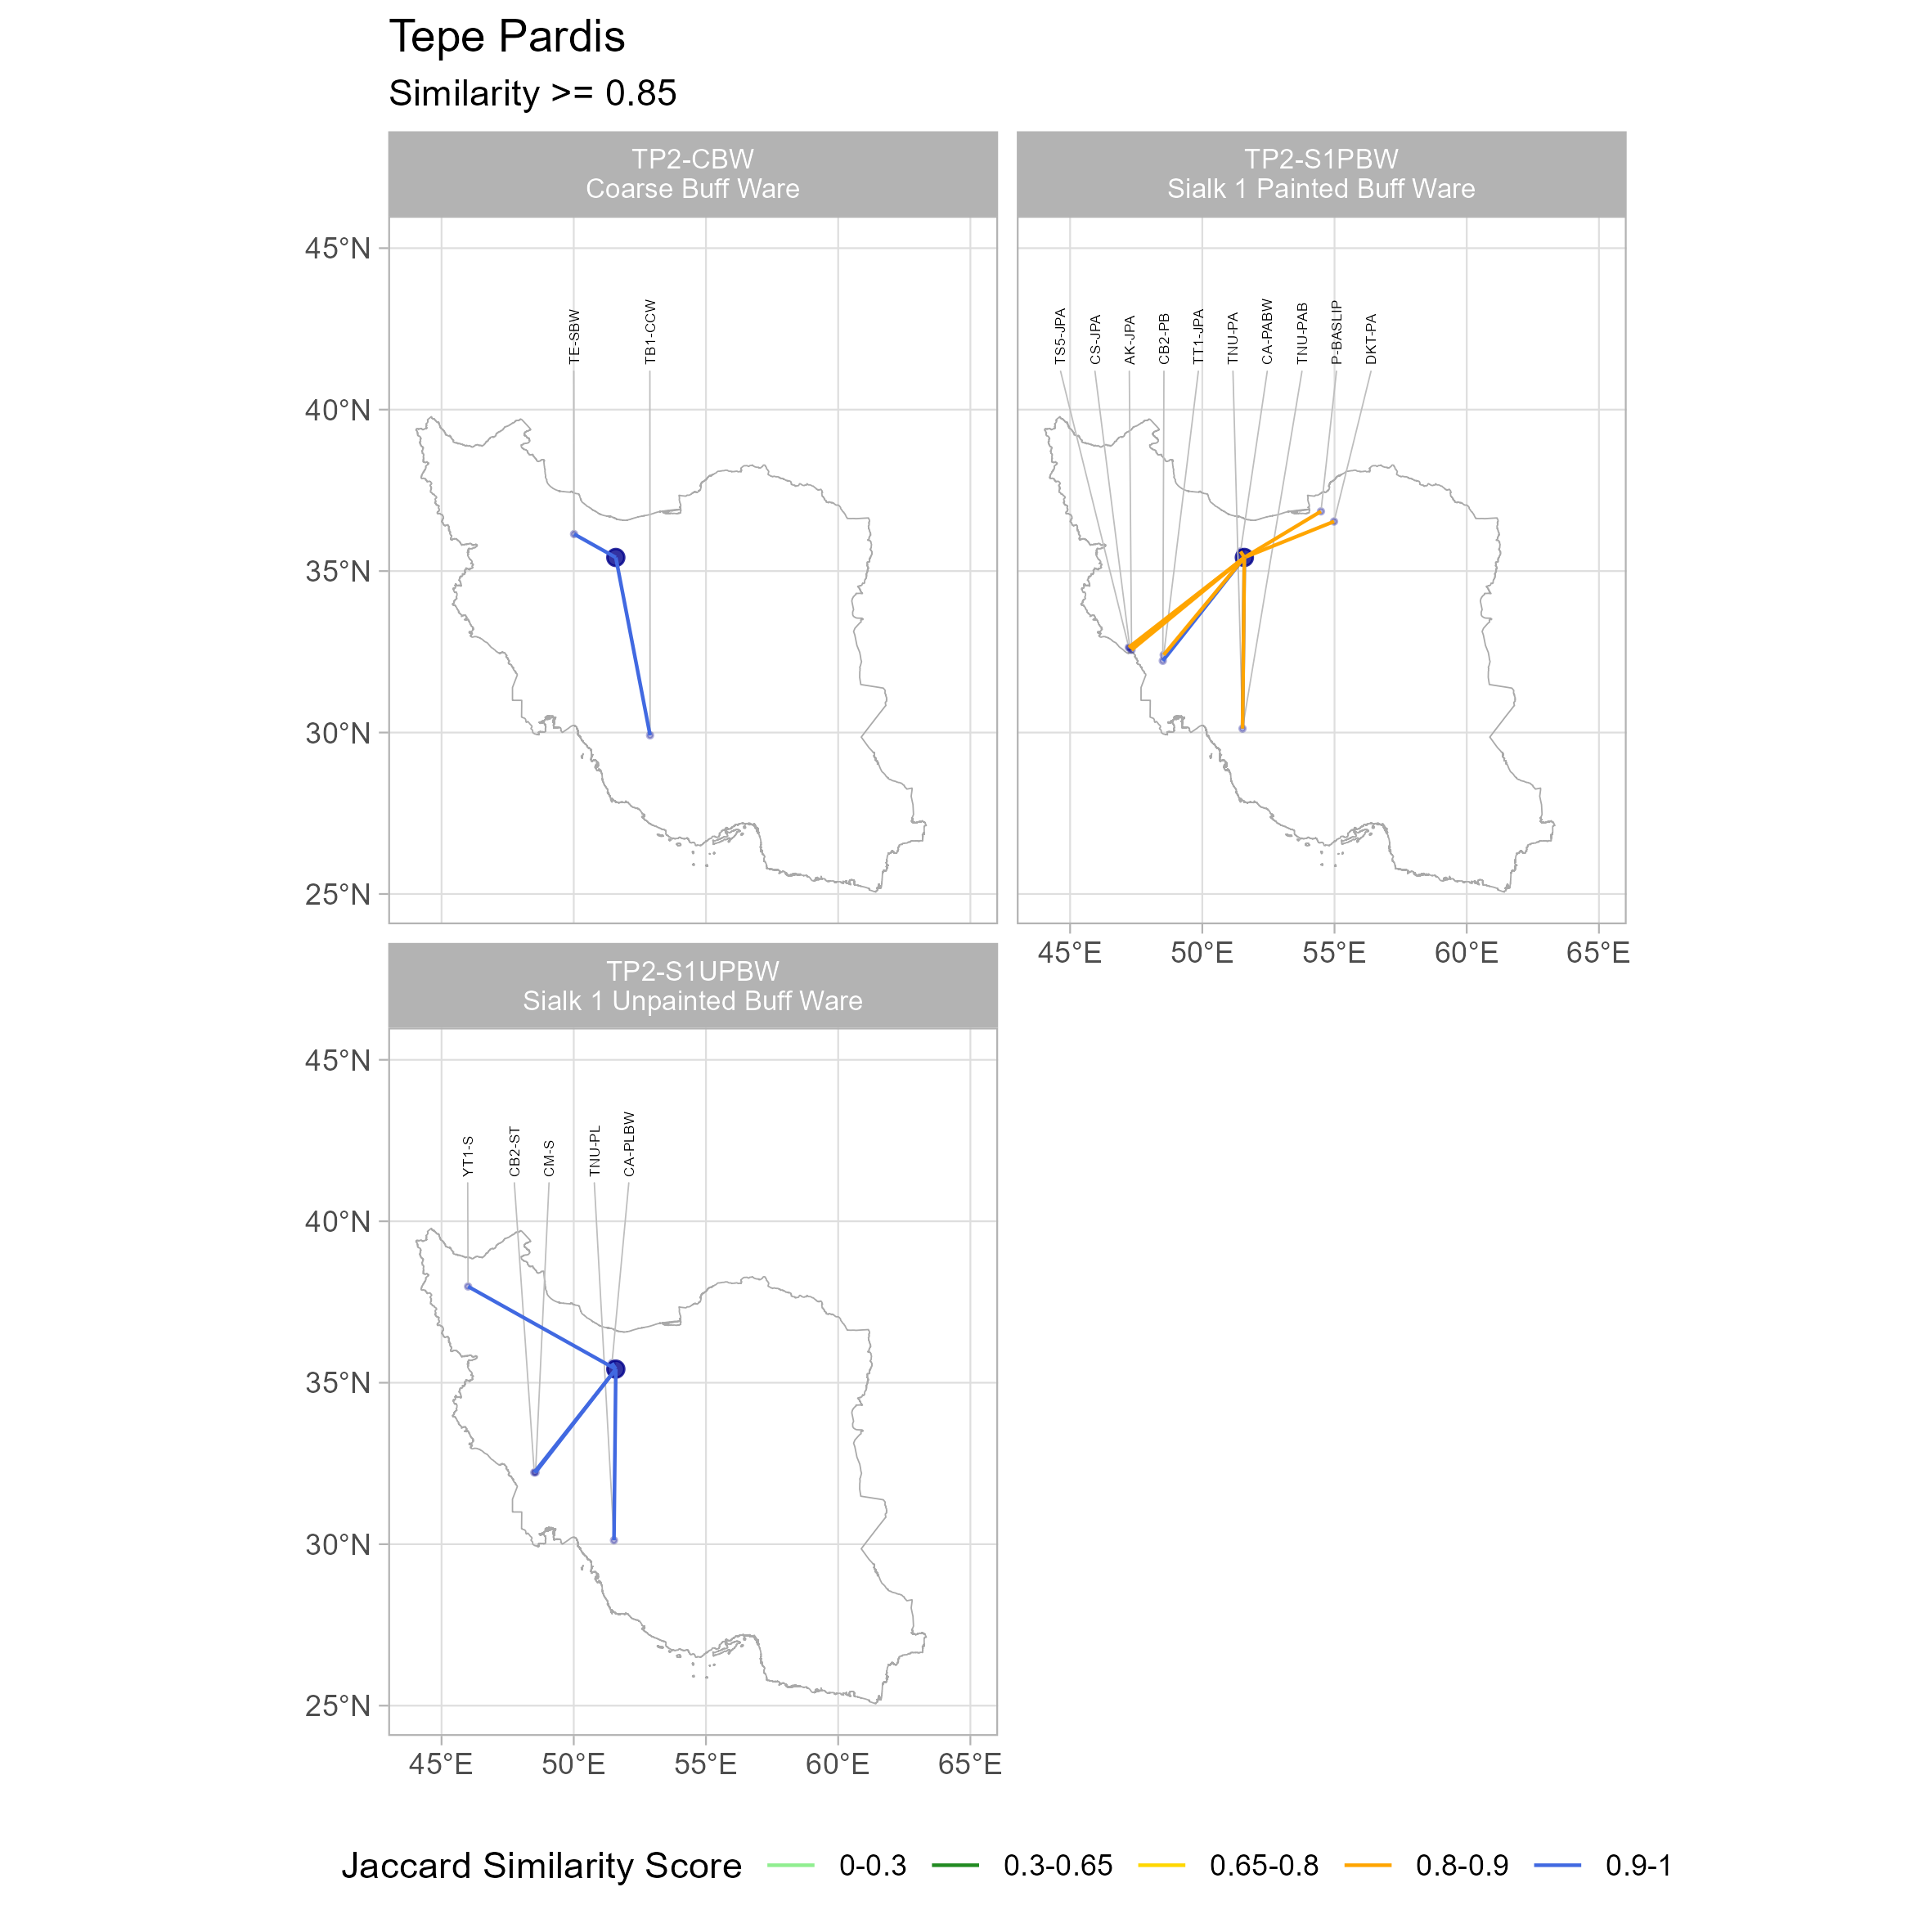 Tepe Pardis
Similarity >= 0.85
TP2-CBW
Coarse Buff Ware
TP2-S1PBW
Sialk 1 Painted Buff Ware
45°N
40°N
35°N
30°N
25°N
TE-SBW
TB1-CCW
TS5-JPA
CS-JPA
AK-JPA
CB2-PB
TT1-JPA
TNU-PA
CA-PABW
TNU-PAB
P-BASLIP
DKT-PA
45°E
50°E
55°E
60°E
65°E
TP2-S1UPBW
Sialk 1 Unpainted Buff Ware
45°N
40°N
35°N
30°N
25°N
YT1-S
CB2-ST
CM-S
TNU-PL
CA-PLBW
45°E
50°E
55°E
60°E
65°E
Jaccard Similarity Score 0-0.3 0.3-0.65 0.65-0.8 0.8-0.9 0.9-1